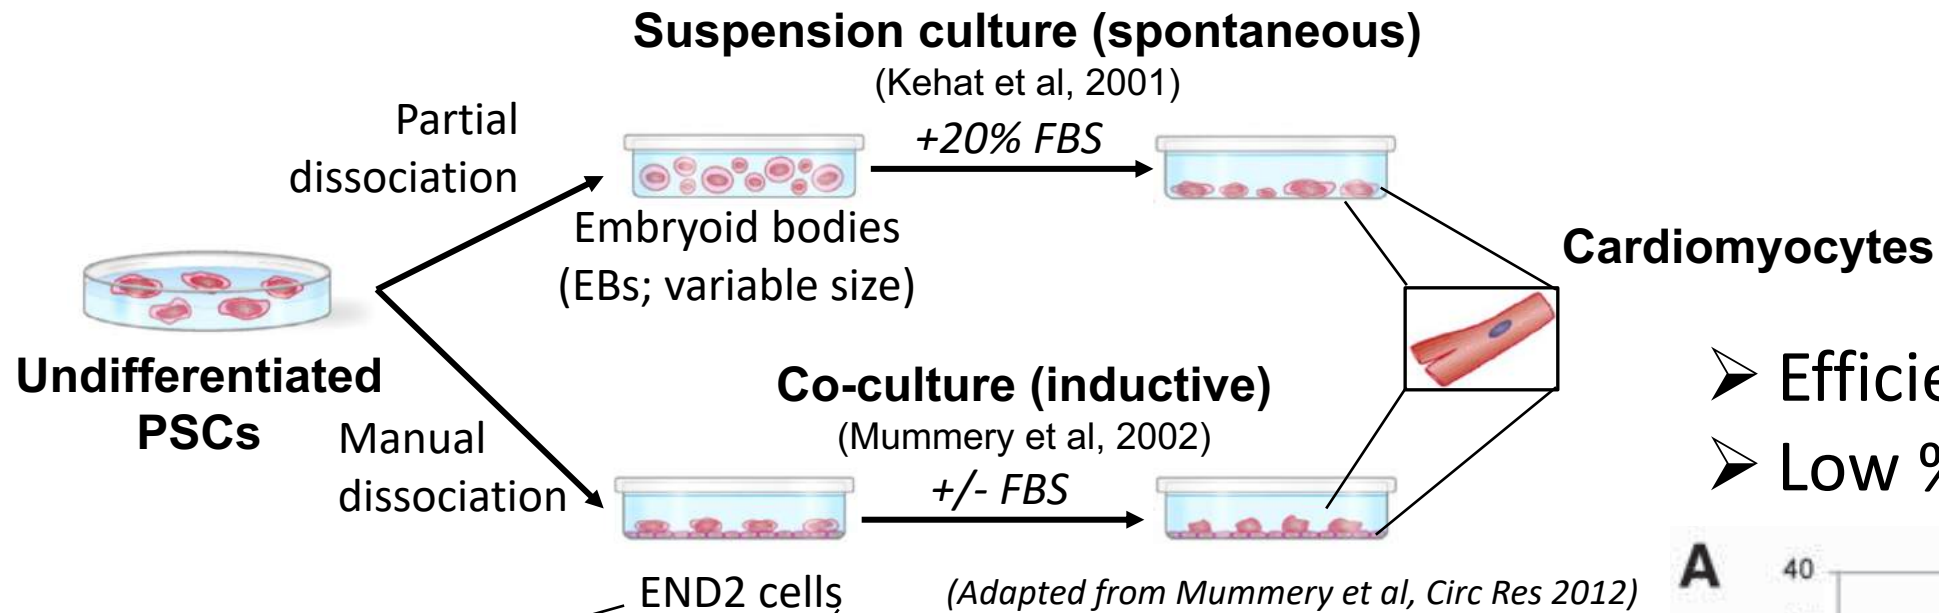 Suspension culture (spontaneous)
(Kehat et al, 2001)
Partial
dissociation
+20% FBS
Embryoid bodies
(EBs; variable size)
Cardiomyocytes
Undifferentiated
PSCs
Manual
dissociation
Co-culture (inductive)
(Mummery et al, 2002)
+/- FBS
END2 cells
(Adapted from Mummery et al, Circ Res 2012)
➢ Efficie
➢ Low %
A
40